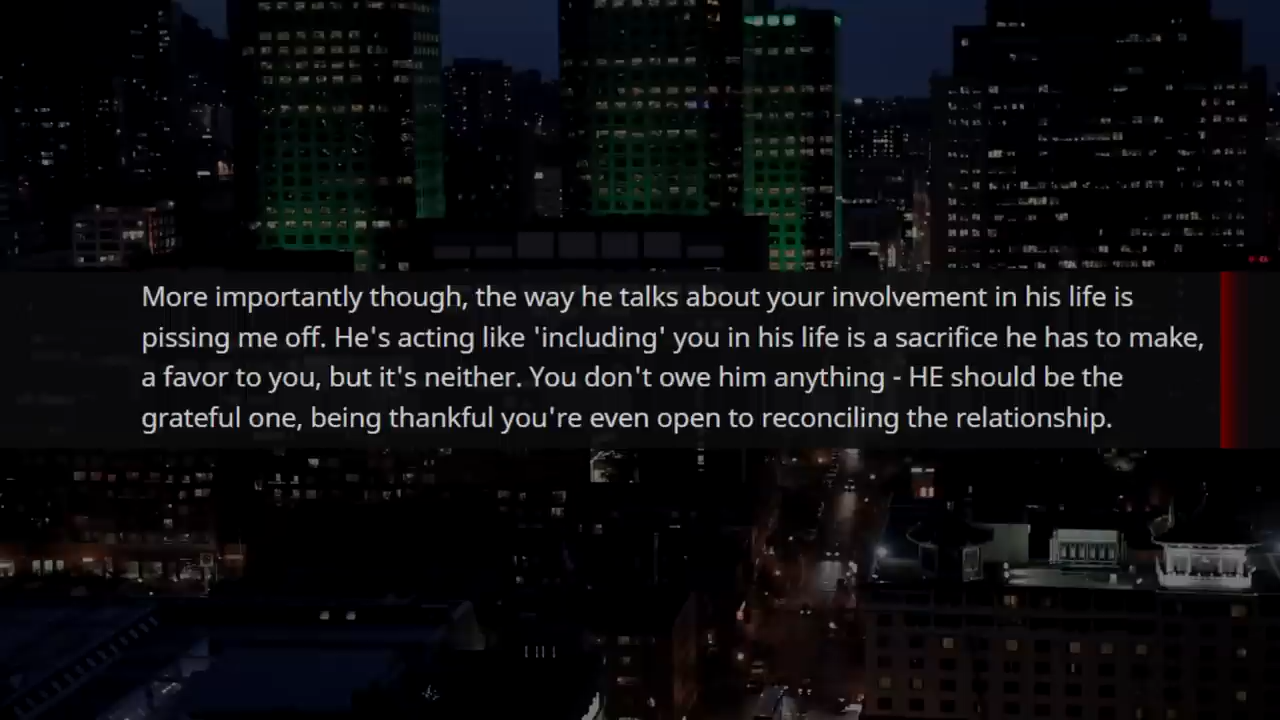 More importantly though, the way he talks about your involvement in his life is
pissing me off. He's acting like 'including' you in his life is a sacrifice he has to make,
a favor to you, but it's neither. You don't owe him anything - HE should be the
grateful one, being thankful you're even open to reconciling the relationship.